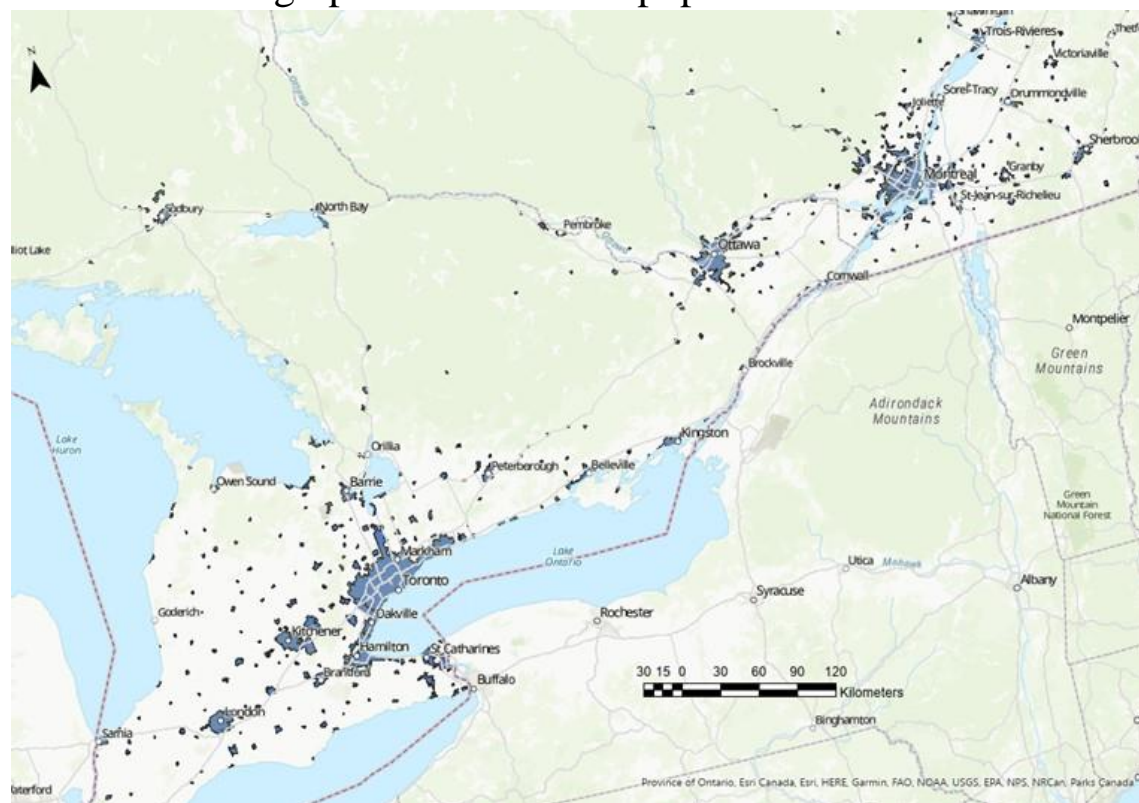 Trois-Rivieres
Victoriaville
Sorel-Tracy
Drummondville
Joliette
Sherbrook
Granby
Montreal
St-Jean-sur-Richelieu
N
Sudbury
North Bay
lliot Lake
Pembroke
Ottawa
Cornwall
Montpelier
Green
Mountains
Brockville
Adirondack
Mountains
Lake
Huron
Orillia
Kingston
Owen Sound
Barrie
Peterborough
Belleville
Green
Mountain
National Forest
Markham
Lake
Ontario
Toronto
Utica
Mohawk
Albany
Syracuse
Goderich
Oakville
Rochester
Kitchener
Hamilton
St Catharines
Brantford
Buffalo
30 15 0 30 60 90 120
Kilometers
London
Sarnia
Binghamton
aterford
Province of Ontario, Esri Canada, Esri, HERE, Garmin, FAO, NOAA, USGS, EPA, NPS, NRCan, Parks Canada